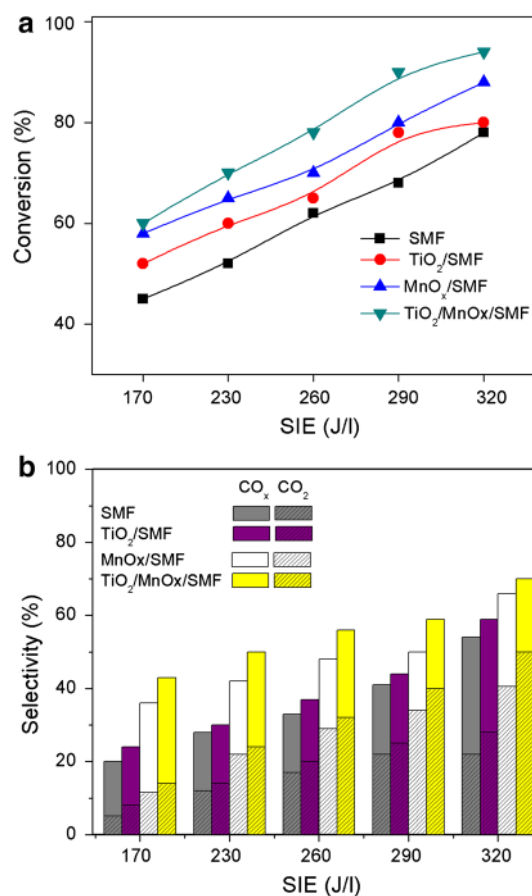 a
100
80
60
40
Conversion (%)
SMF
TiO₂/SMF
MnOₓ/SMF
TiO₂/MnOx/SMF
170 230 260 290 320
SIE (J/l)
b
100
80
60
40
20
0
Selectivity (%)
COₓ CO₂
SMF
TiO₂/SMF
MnOx/SMF
TiO₂/MnOx/SMF
170 230 260 290 320
SIE (J/l)